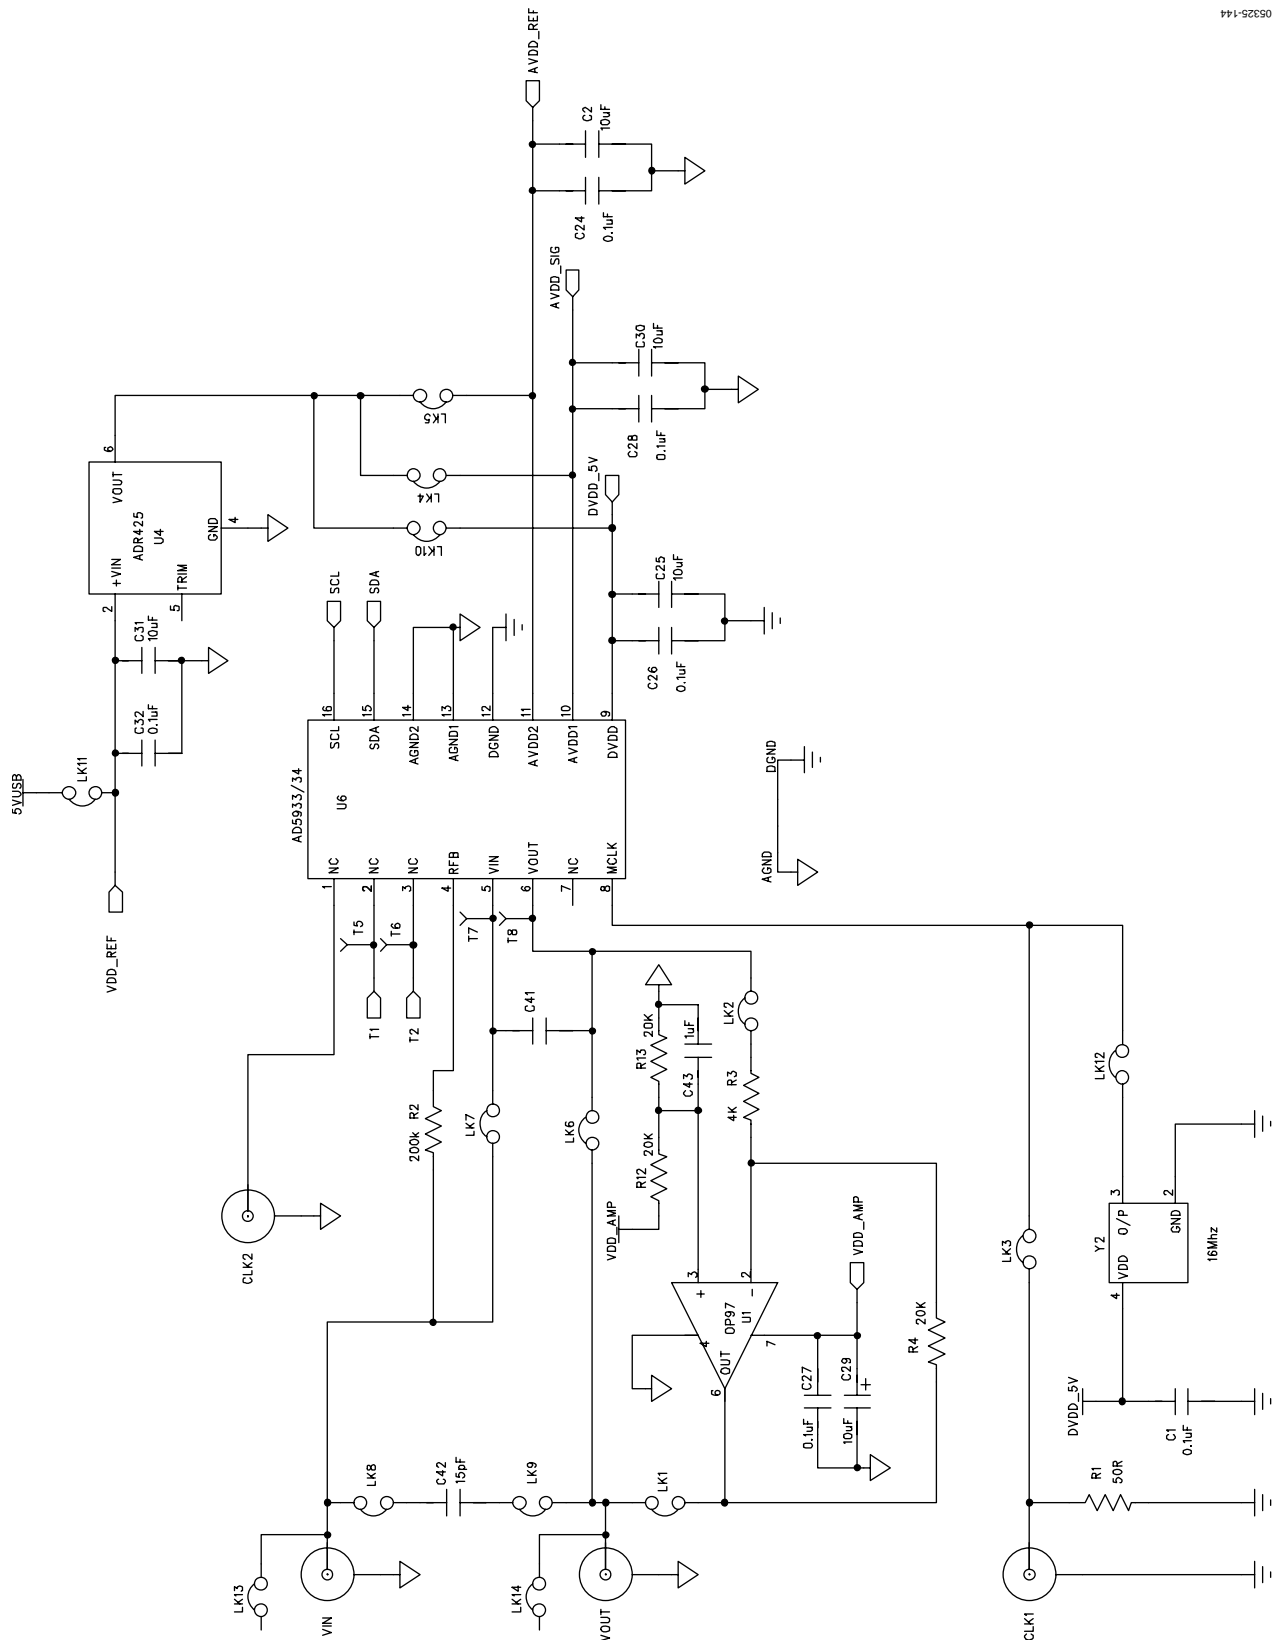 05325-144
AVDD_REF
C2
10uF
C24
0.1uF
AVDD_SIG
C30
10uF
C28
0.1uF
DVDD_5V
C25
10uF
C26
0.1uF
LK5
LK4
LK10
6
VOUT
ADR425
U4
GND
4
+VIN
TRIM
2
5
C31
10uF
C32
0.1uF
LK11
5VUSB
VDD_REF
SCL
SDA
16
15
14
13
12
11
10
9
SCL
SDA
AGND2
AGND1
DGND
AVDD2
AVDD1
DVDD
AD5933/34
U6
NC
NC
NC
RFB
VIN
VOUT
NC
MCLK
1
2
3
4
5
6
7
8
DGND
AGND
T5
T6
T7
T8
T1
T2
C41
R2
200k
LK7
LK6
CLK2
R13
20K
1uF
C43
LK2
R3
4K
R12
20K
VDD_AMP
3
2
+
-
OP97
U1
OUT
4
7
6
VDD_AMP
C27
0.1uF
C29
+
10uF
R4
20K
LK8
C42
15pF
LK9
LK1
LK13
VIN
LK14
VOUT
LK12
LK3
3
2
Y2
O/P
GND
VDD
16Mhz
4
DVDD_5V
C1
0.1uF
R1
50R
CLK1